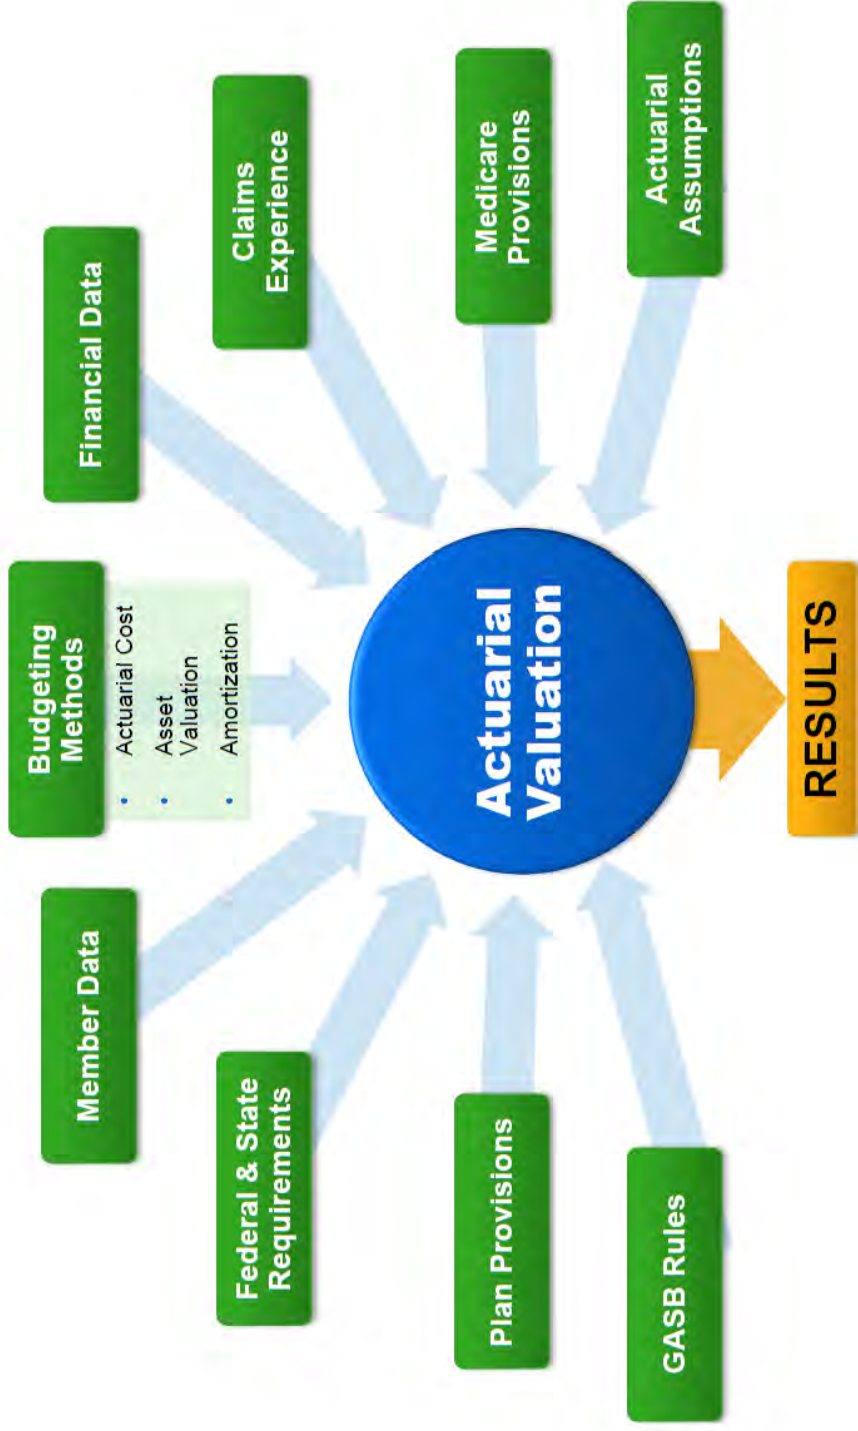 Budgeting
Methods
• Actuarial Cost
• Asset
Valuation
• Amortization
Member Data
Financial Data
Federal & State
Requirements
Claims
Experience
Plan Provisions
Actuarial
Valuation
Medicare
Provisions
GASB Rules
Actuarial
Assumptions
RESULTS